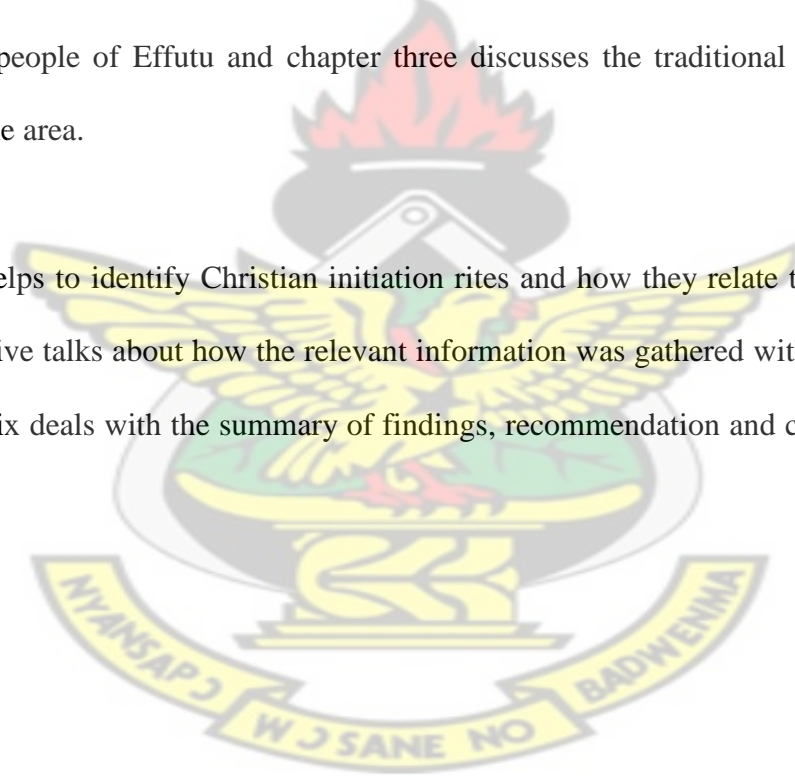 people of Effutu and chapter three discusses the traditional
e area.
elps to identify Christian initiation rites and how they relate t
ive talks about how the relevant information was gathered wit
ix deals with the summary of findings, recommendation and c
NYANSAPƆ
WƆ SANE NO
BADWENMA